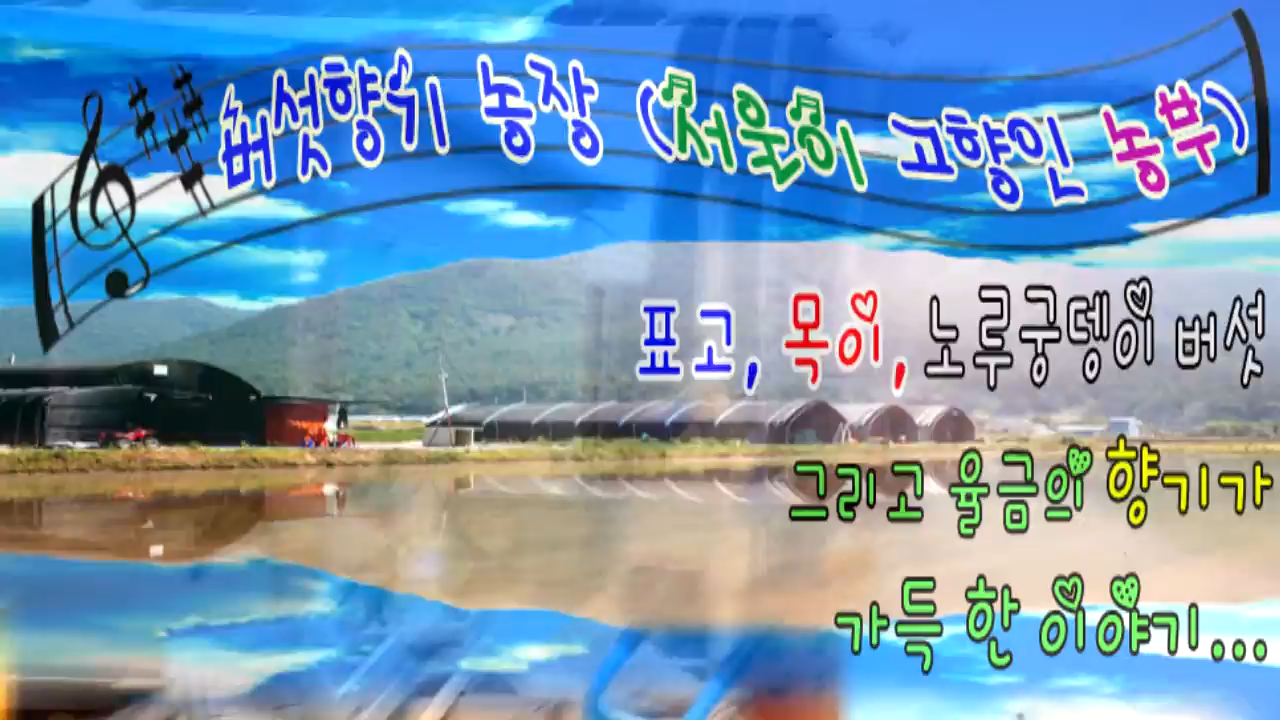 버섯향기 농장 (서울이 고향인 농부)
표고, 목이, 노루궁뎅이 버섯
그리고 율금의 향기가
가득 한 이야기...